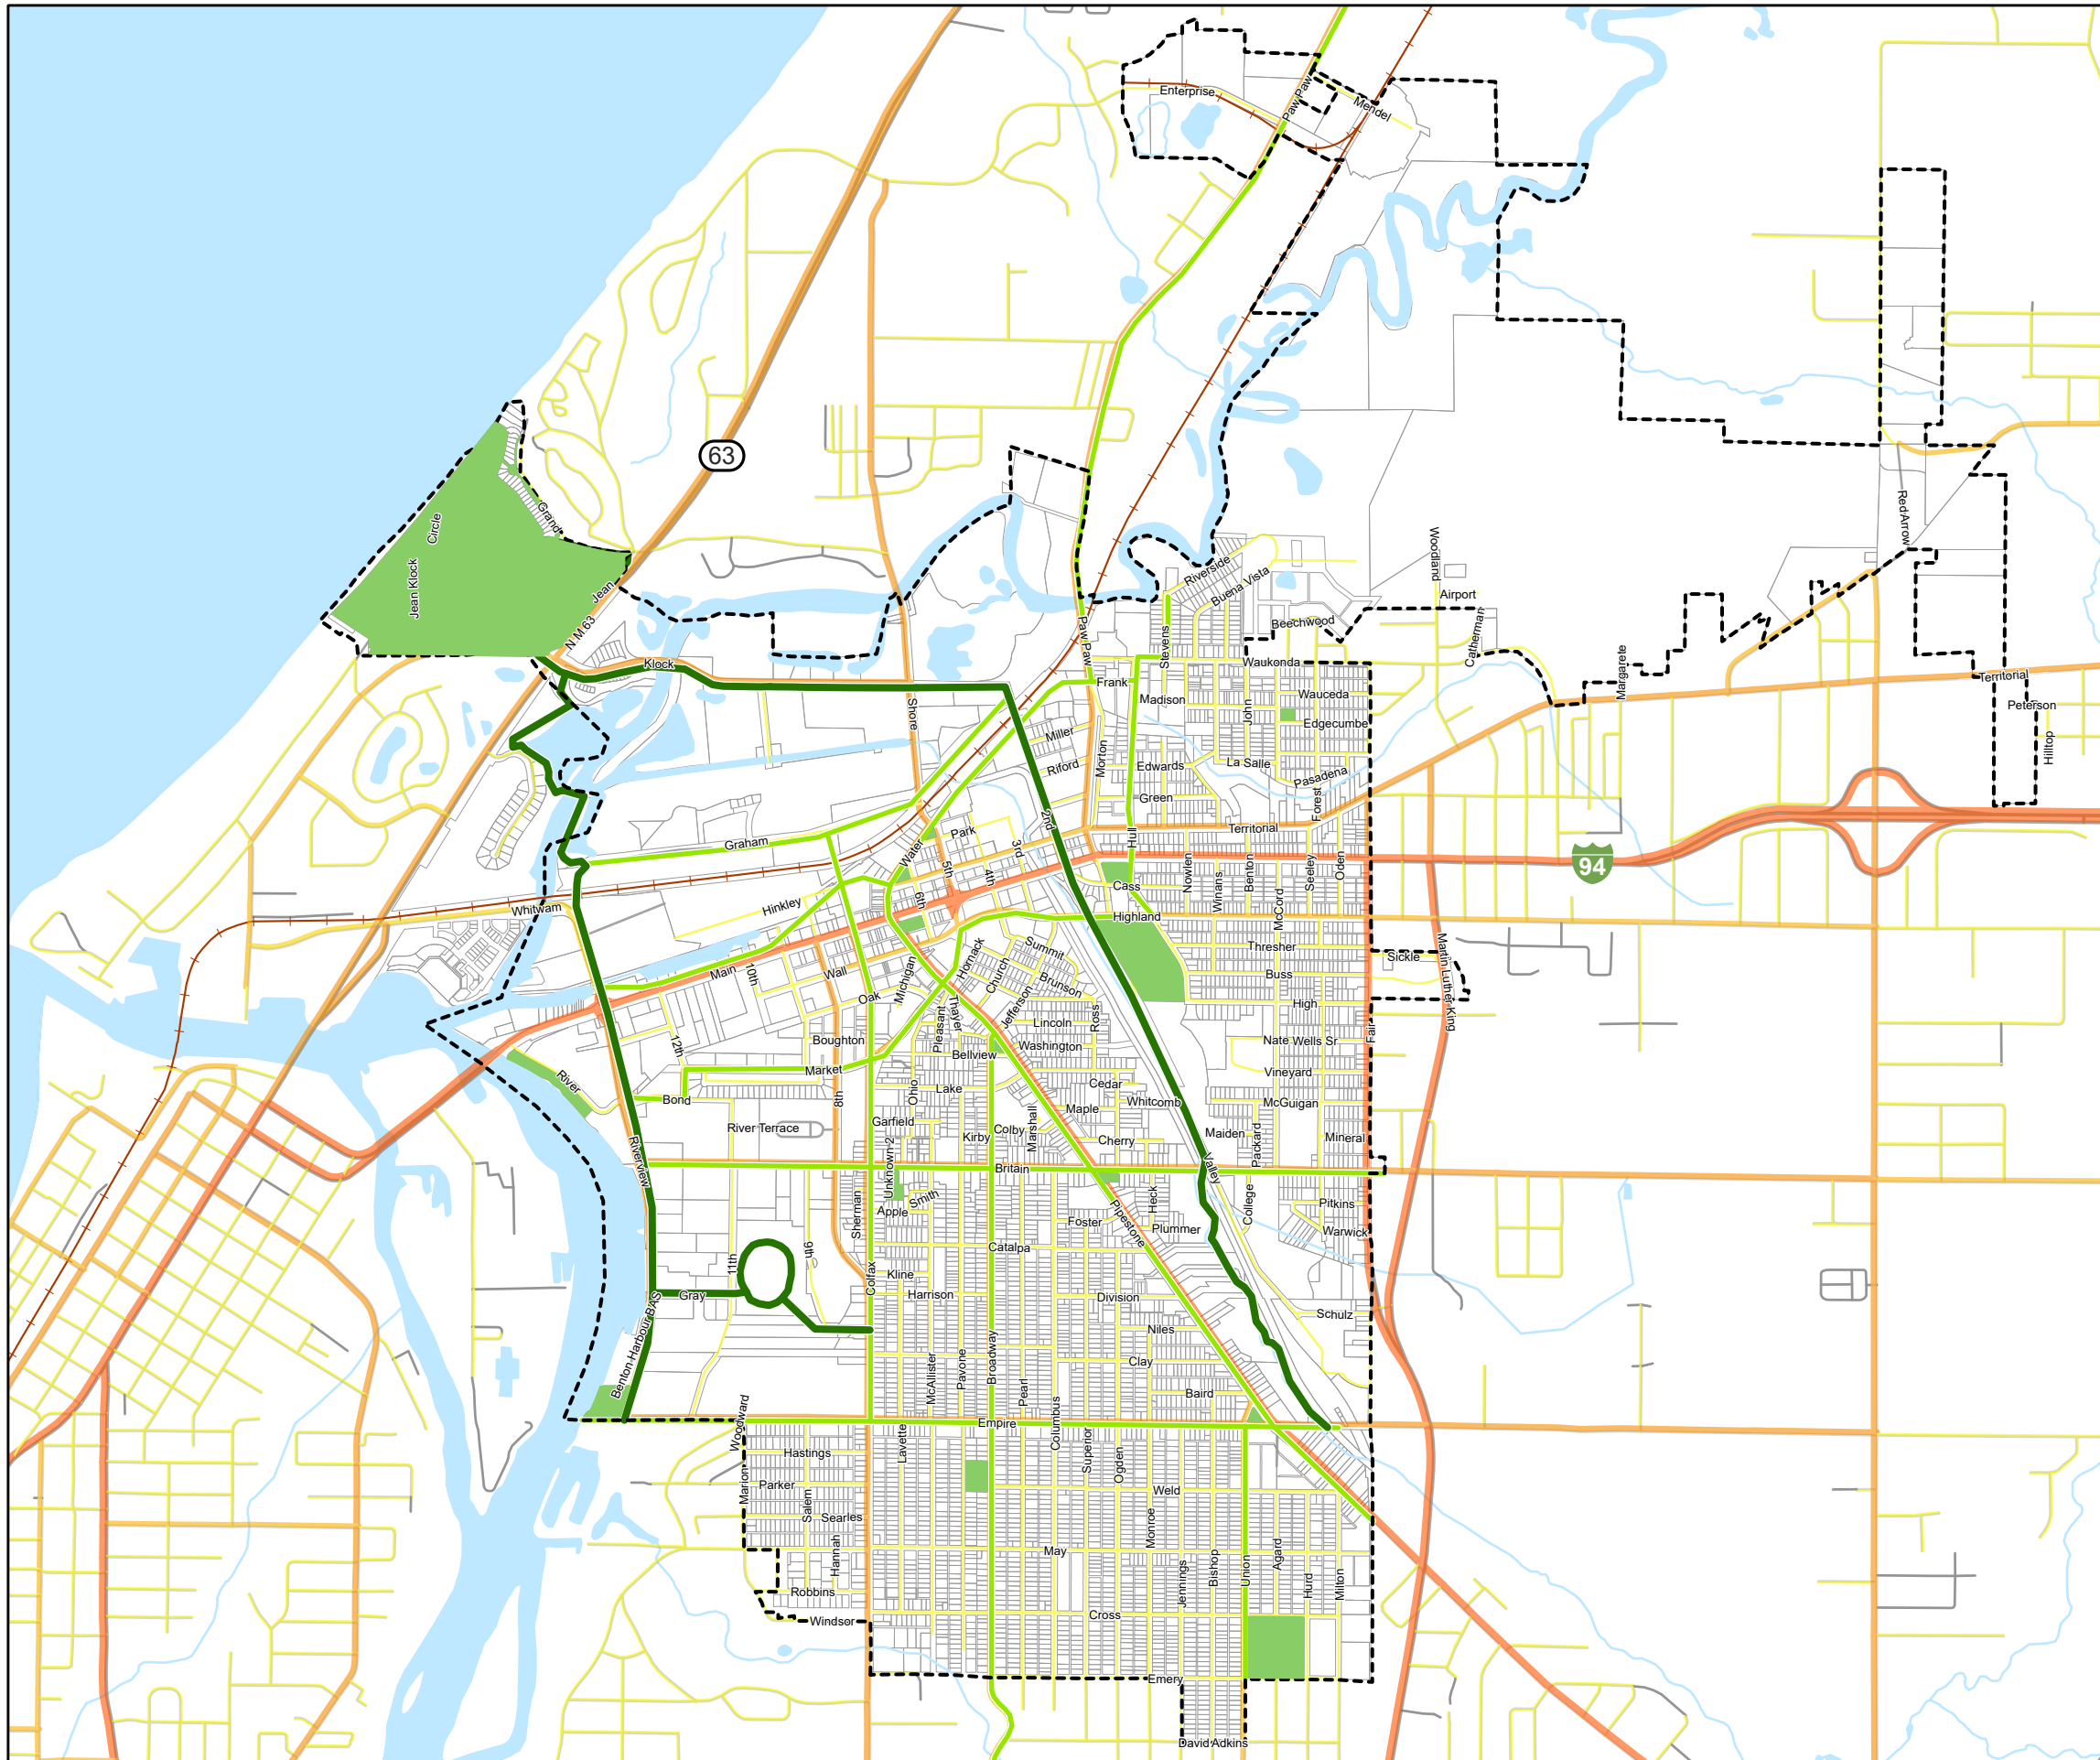 Enterprise
Paw Paw
Mendel
63
Circle
Grand
Jean Klock
Jean
N M 63
Klock
Red Arrow
Woodland
Airport
Riverside
Buena Vista
Beechwood
Catherman
Stevens
Paw Paw
Waukonda
Margarete
Territorial
Frank
Madison
John
Wauceda
Edgecumbe
Peterson
Hilltop
Shore
Miller
Riford
Morton
Edwards
La Salle
Pasadena
Green
Forest
2nd
Hull
Territorial
Park
3rd
Graham
Water
5th
4th
94
6th
Cass
Nowlen
Winans
Benton
McCord
Seeley
Oden
Whitwam
Hinkley
Highland
Main
10th
Wall
Oak
Michigan
Hornack
Church
Summit
Brunson
Thresher
Sickle
Buss
High
Martin Luther King
Thayer
Jefferson
Pleasant
Lincoln
Ross
Washington
Nate Wells Sr
Fair
12th
Boughton
Bellview
Market
River
Vineyard
Bond
8th
Ohio
Lake
Cedar
Maple
Whitcomb
McGuigan
River Terrace
Garfield
Unknown 2
Kirby
Colby
Marshall
Cherry
Maiden
Packard
Mineral
Riverview
Britain
Valley
Sherman
Apple
Smith
Pipestone
Heck
College
Pitkins
Foster
Plummer
Warwick
11th
9th
Colfax
Catalpa
Kline
Gray
Harrison
Division
Schulz
Benton Harbour BAS
Niles
McAllister
Pavone
Broadway
Pearl
Clay
Baird
Woodward
Empire
Columbus
Lavette
Superior
Ogden
Hastings
Marion
Parker
Salem
Searles
Weld
Monroe
Hannah
May
Jennings
Bishop
Union
Agard
Hurd
Milton
Robbins
Windsor
Cross
Emery
David Adkins